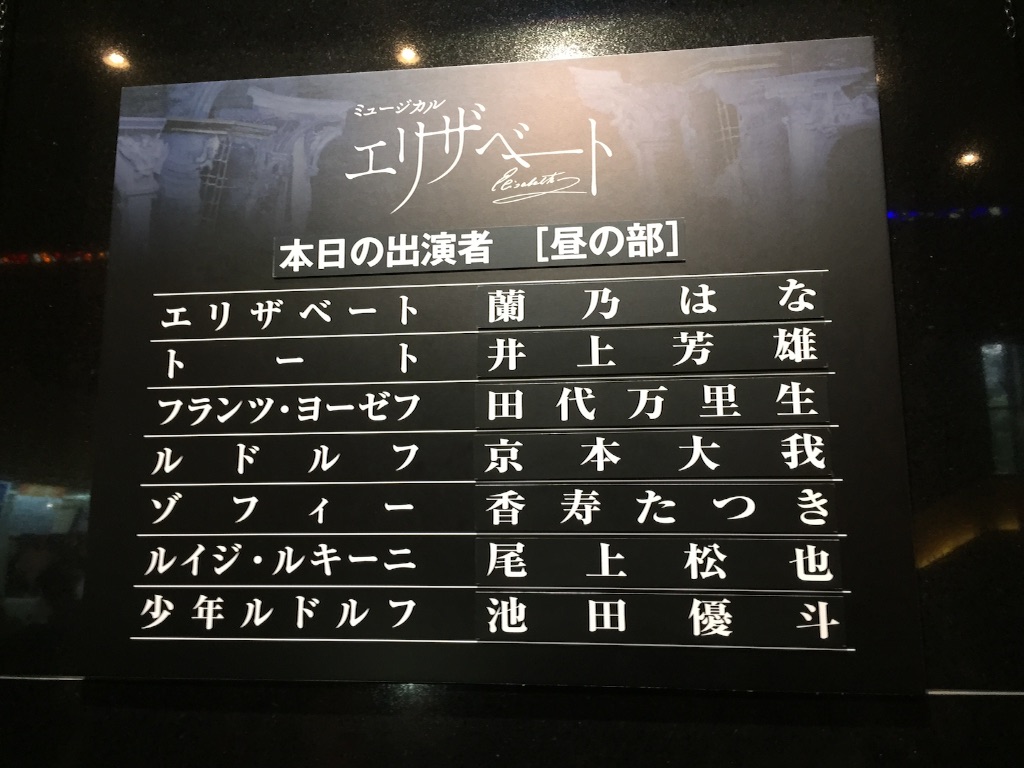 ミュージカル
エリザベート
Elisabeth
本日の出演者 [昼の部]
エリザベート 蘭乃はな
トート 井上芳雄
フランツ・ヨーゼフ 田代万里生
ルドルフ 京本大我
ゾフィー 香寿たつき
ルイジ・ルキーニ 尾上松也
少年ルドルフ 池田優斗